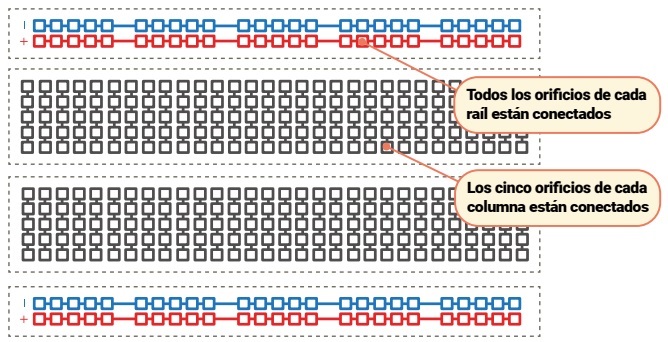 –
+
Todos los orificios de cada
raíl están conectados
Los cinco orificios de cada
columna están conectados
–
+